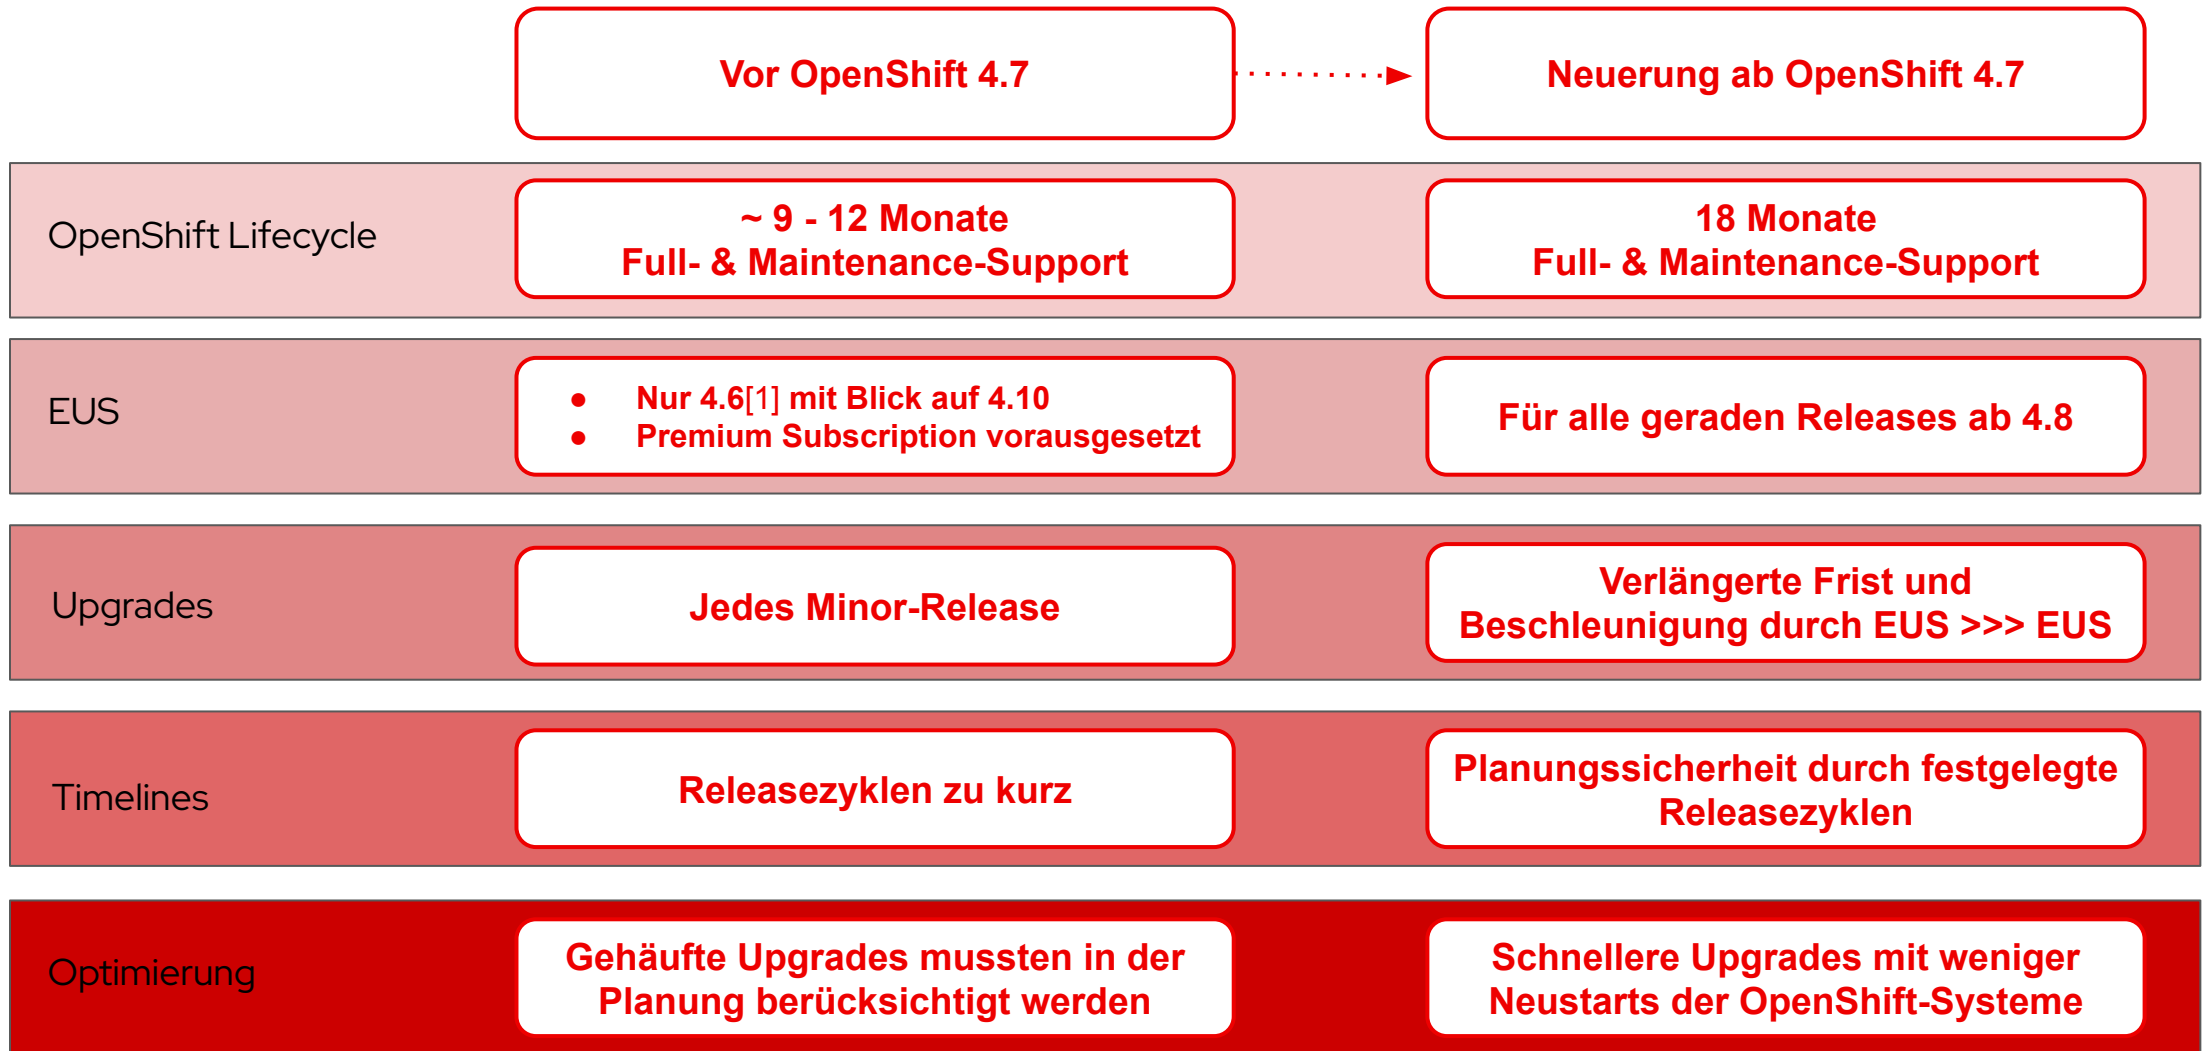 Vor OpenShift 4.7
Neuerung ab OpenShift 4.7
OpenShift Lifecycle
~ 9 - 12 Monate
Full- & Maintenance-Support
18 Monate
Full- & Maintenance-Support
EUS
● Nur 4.6[1] mit Blick auf 4.10
● Premium Subscription vorausgesetzt
Für alle geraden Releases ab 4.8
Upgrades
Jedes Minor-Release
Verlängerte Frist und
Beschleunigung durch EUS >>> EUS
Timelines
Releasezyklen zu kurz
Planungssicherheit durch festgelegte
Releasezyklen
Optimierung
Gehäufte Upgrades mussten in der
Planung berücksichtigt werden
Schnellere Upgrades mit weniger
Neustarts der OpenShift-Systeme